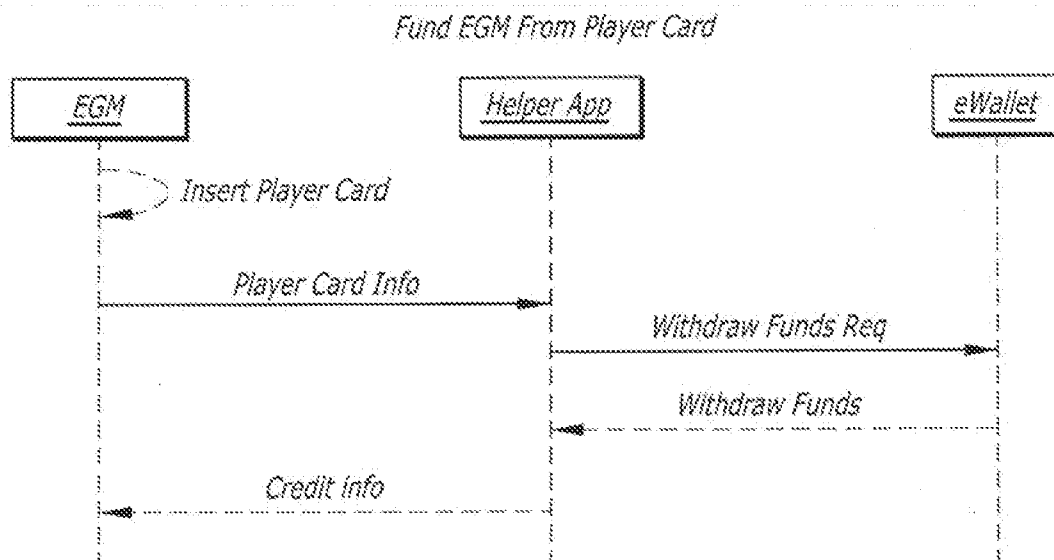 Fund EGM From Player Card
EGM
Helper App
eWallet
Insert Player Card
Player Card Info
Withdraw Funds Req
Withdraw Funds
Credit info